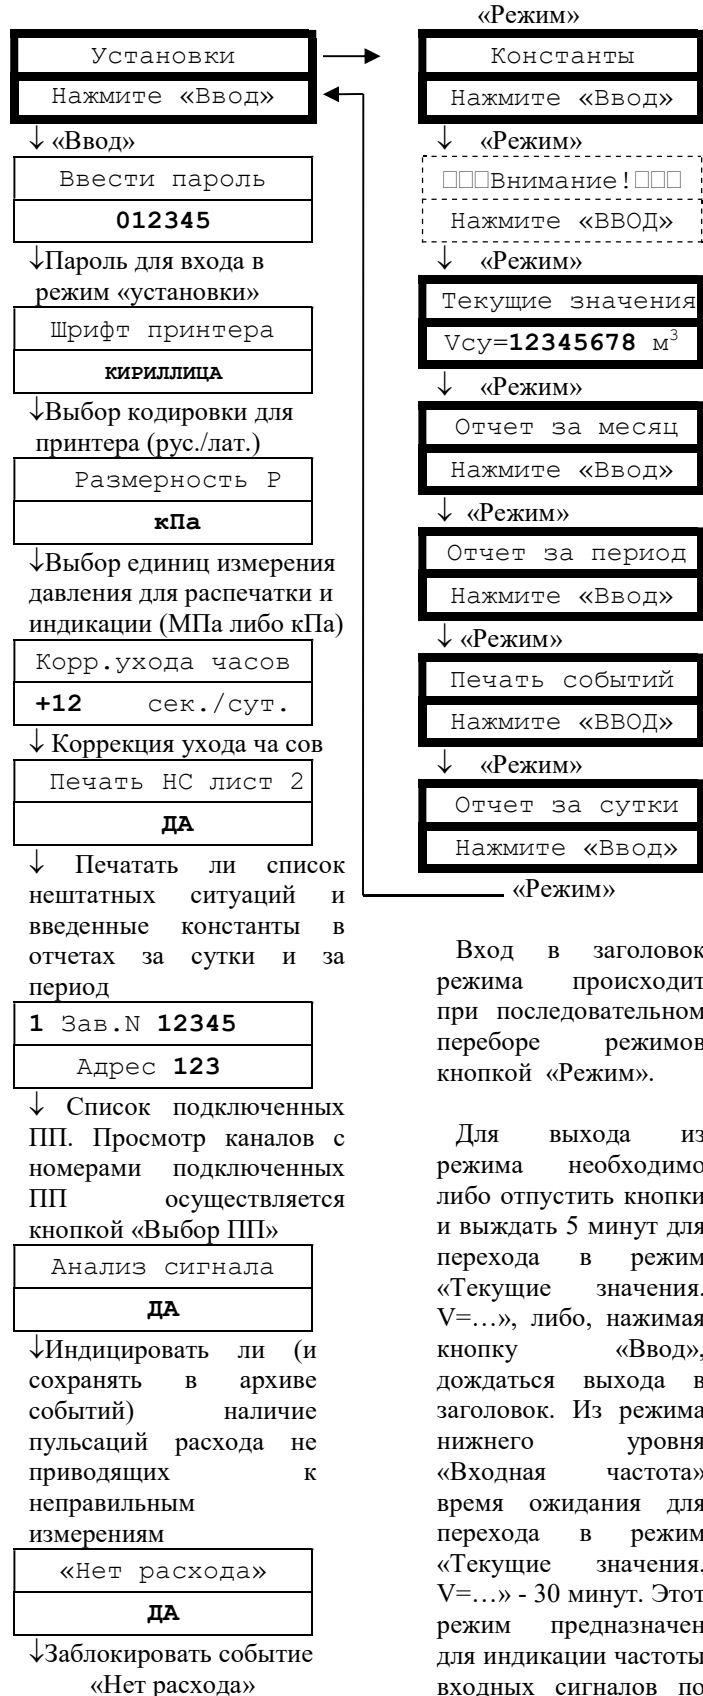 Установки
Нажмите «Ввод»
↓ «Ввод»
Ввести пароль
012345
↓Пароль для входа в
режим «установки»
Шрифт принтера
КИРИЛЛИЦА
↓Выбор кодировки для
принтера (рус./лат.)
Размерность Р
кПа
↓Выбор единиц измерения
давления для распечатки и
индикации (МПа либо кПа)
Корр.ухода часов
+12 сек./сут.
↓ Коррекция ухода ча сов
Печать НС лист 2
ДА
↓ Печатать ли список
нештатных ситуаций и
введенные константы в
отчетах за сутки и за
период
1 Зав.N 12345
Адрес 123
↓ Список подключенных
ПП. Просмотр каналов с
номерами подключенных
ПП осуществляется
кнопкой «Выбор ПП»
Анализ сигнала
ДА
↓Индицировать ли (и
сохранять в архиве
событий) наличие
пульсаций расхода не
приводящих к
неправильным
измерениям
«Нет расхода»
ДА
↓Заблокировать событие
«Нет расхода»
«Режим»
Константы
Нажмите «Ввод»
↓ «Режим»
□□□Внимание!□□□
Нажмите «ВВОД»
↓ «Режим»
Текущие значения
Vсу=12345678 м³
↓ «Режим»
Отчет за месяц
Нажмите «Ввод»
↓ «Режим»
Отчет за период
Нажмите «Ввод»
↓ «Режим»
Печать событий
Нажмите «ВВОД»
↓ «Режим»
Отчет за сутки
Нажмите «Ввод»
«Режим»
Вход в заголовок
режима происходит
при последовательном
переборе режимов
кнопкой «Режим».
Для выхода из
режима необходимо
либо отпустить кнопки
и выждать 5 минут для
перехода в режим
«Текущие значения.
V=…», либо, нажимая
кнопку «Ввод»,
дождаться выхода в
заголовок. Из режима
нижнего уровня
«Входная частота»
время ожидания для
перехода в режим
«Текущие значения.
V=…» - 30 минут. Этот
режим предназначен
для индикации частоты
входных сигналов по